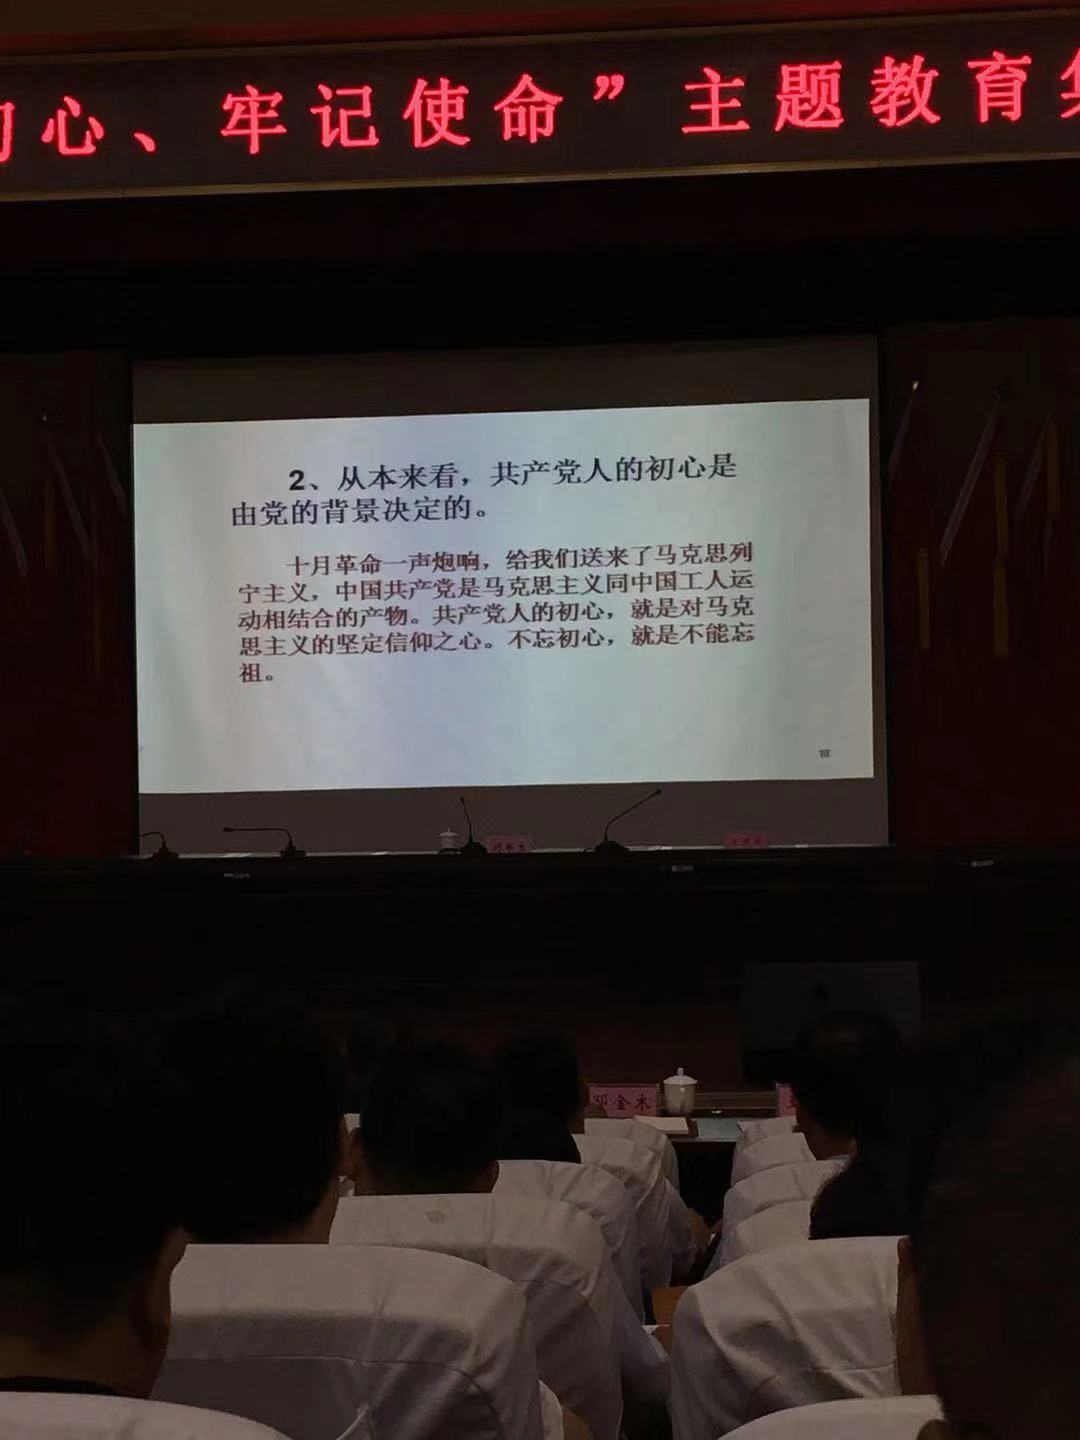 初心、牢记使命”主题教育集
2、从本来看，共产党人的初心是
由党的背景决定的。
十月革命一声炮响，给我们送来了马克思列
宁主义，中国共产党是马克思主义同中国工人运
动相结合的产物。共产党人的初心，就是对马克
思主义的坚定信仰之心。不忘初心，就是不能忘
祖。
18
金木